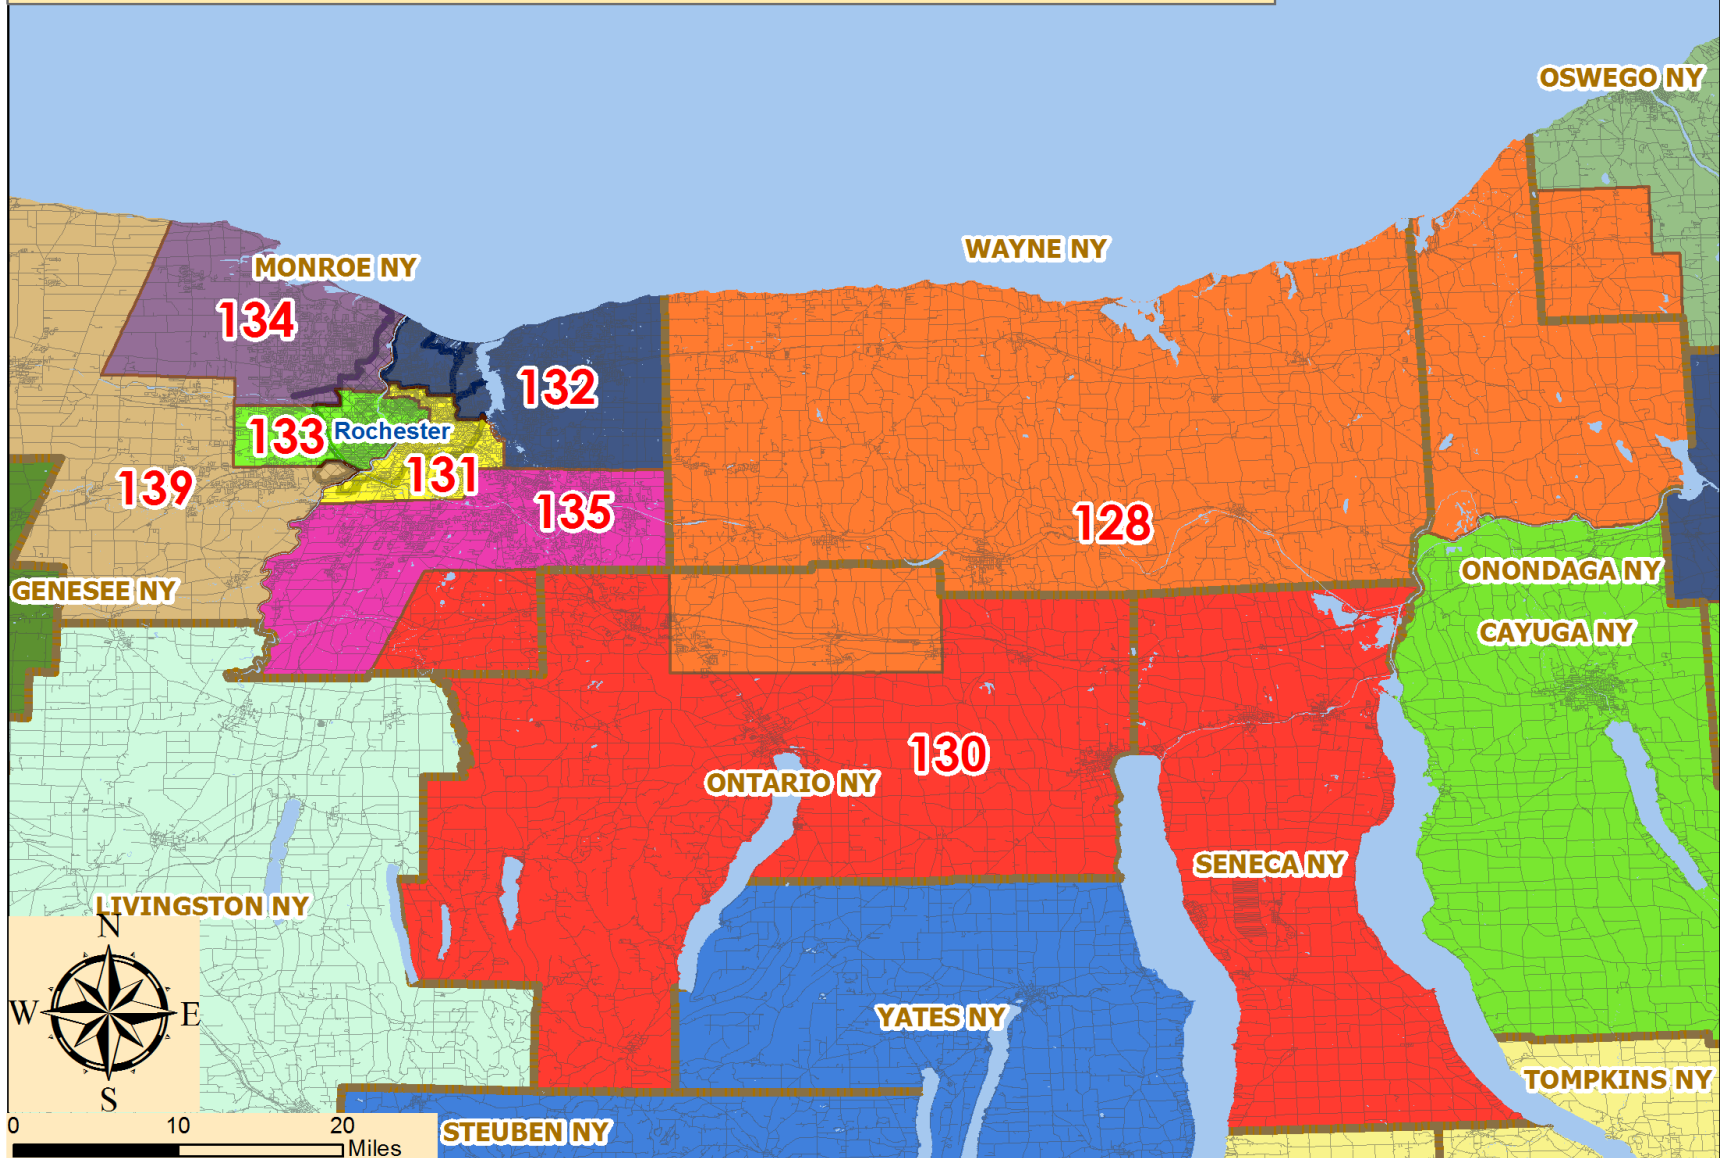 OSWEGO NY
WAYNE NY
MONROE NY
134
132
133
Rochester
131
139
135
128
GENESEE NY
ONONDAGA NY
CAYUGA NY
130
ONTARIO NY
SENECA NY
LIVINGSTON NY
N
W
E
S
YATES NY
TOMPKINS NY
STEUBEN NY
0 10 20
Miles